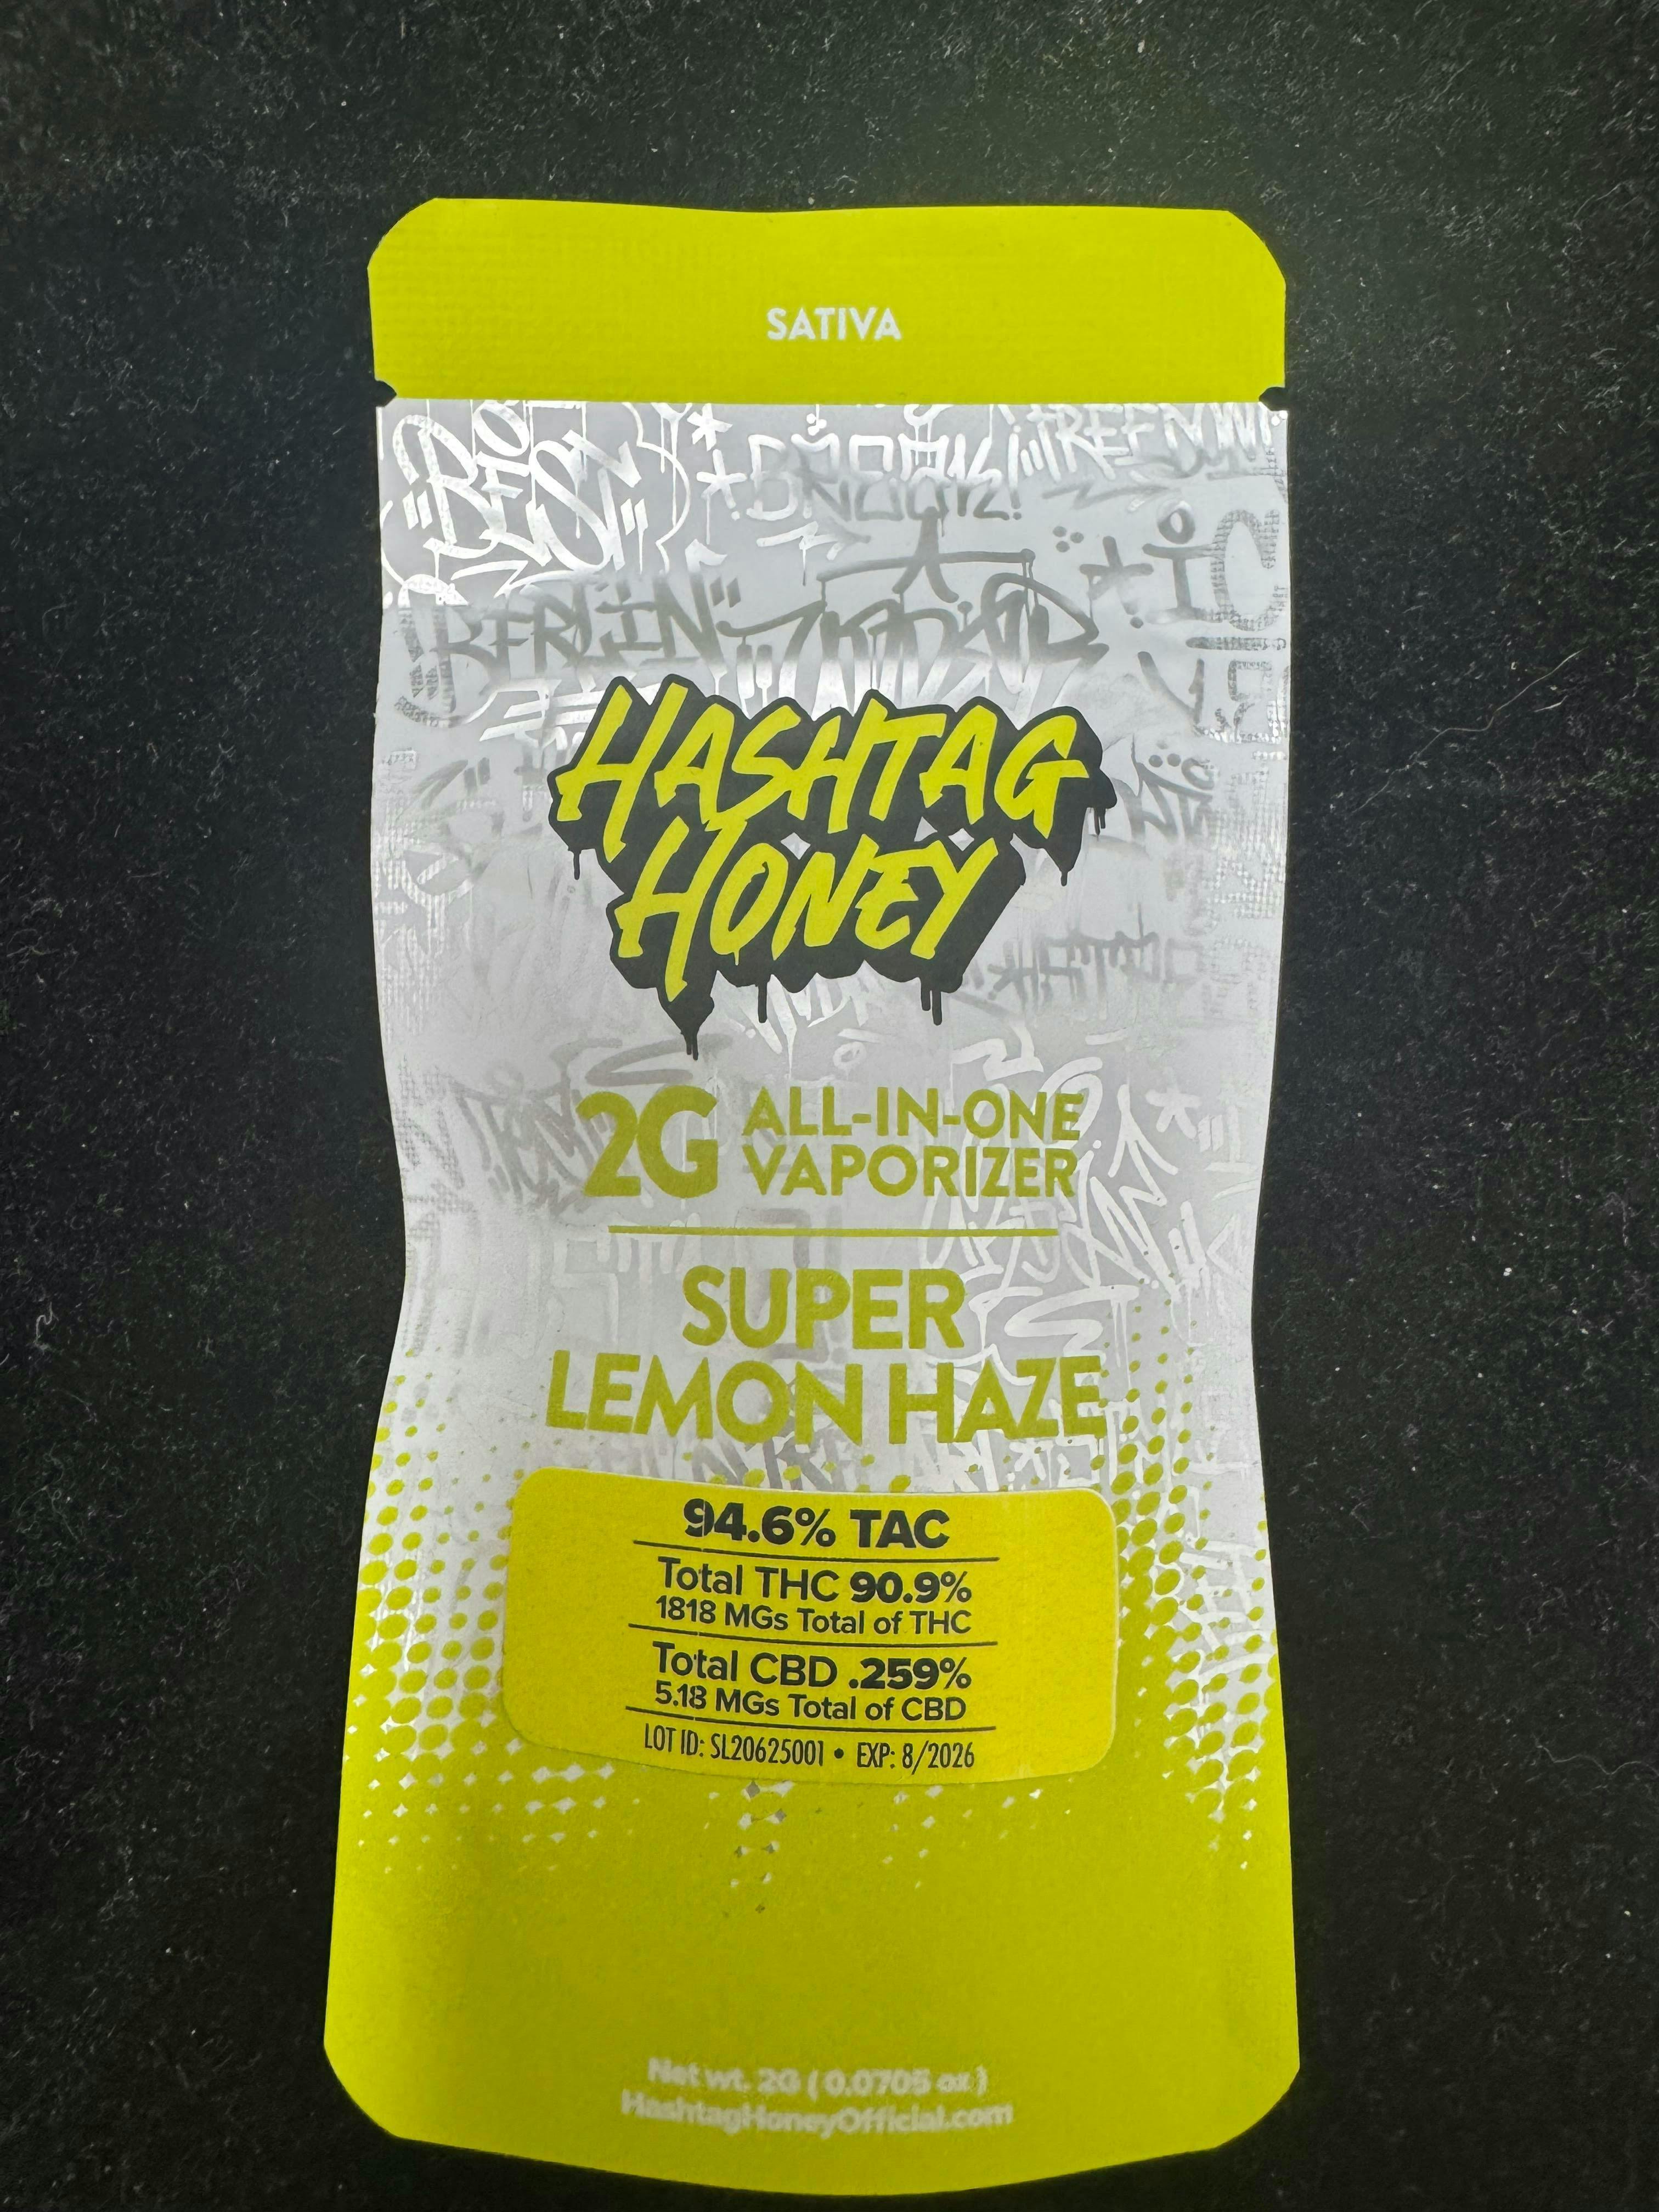 SATIVA
BEST
BERLIN
HASHTAG
HONEY
2G ALL-IN-ONE
VAPORIZER
SUPER
LEMON HAZE
94.6% TAC
Total THC 90.9%
1818 MGs Total of THC
Total CBD .259%
5.18 MGs Total of CBD
LOT ID: SL20625001 • EXP: 8/2026
Net wt. 2G ( 0.0705 oz )
HashtagHoneyOfficial.com